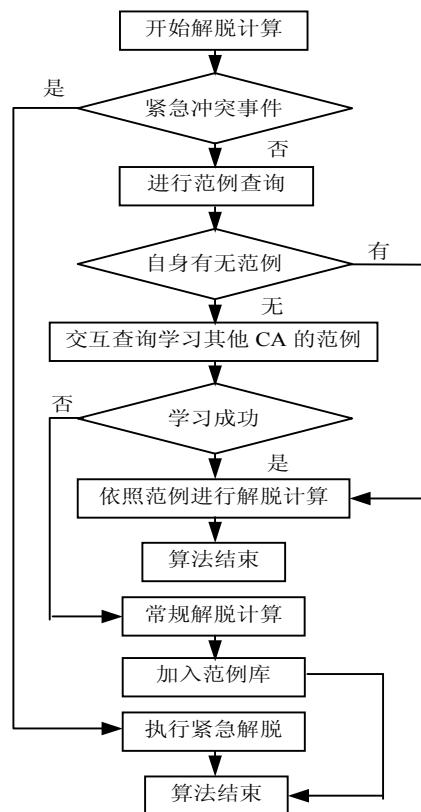 开始解脱计算
是
紧急冲突事件
否
进行范例查询
自身有无范例
有
无
交互查询学习其他 CA 的范例
否
学习成功
是
依照范例进行解脱计算
算法结束
常规解脱计算
加入范例库
执行紧急解脱
算法结束